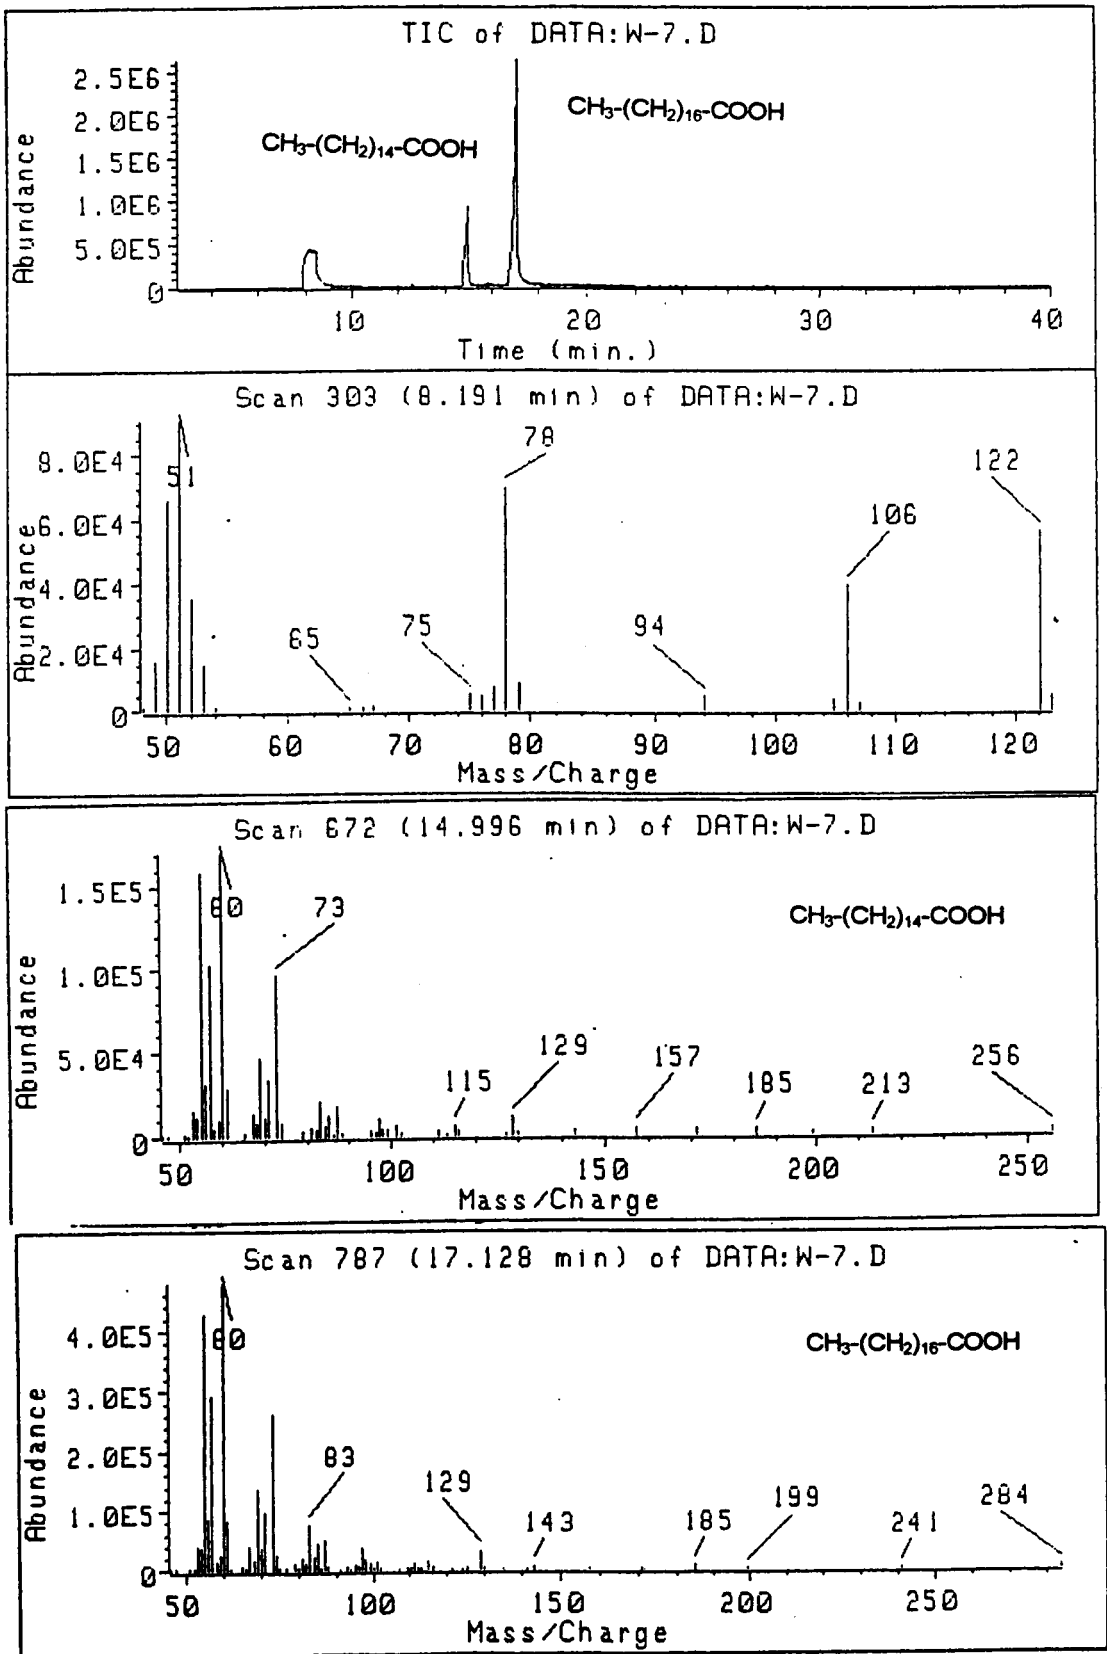 TIC of DATA:W-7.D
Abundance
2.5E6
2.0E6
1.5E6
1.0E6
5.0E5
0
CH3-(CH2)14-COOH
CH3-(CH2)16-COOH
10 20 30 40
Time (min.)
Scan 303 (8.191 min) of DATA:W-7.D
Abundance
8.0E4
6.0E4
4.0E4
2.0E4
0
51
65
75
78
94
106
122
50 60 70 80 90 100 110 120
Mass/Charge
Scan 672 (14.996 min) of DATA:W-7.D
Abundance
1.5E5
1.0E5
5.0E4
0
60
73
115
129
157
185
213
256
CH3-(CH2)14-COOH
50 100 150 200 250
Mass/Charge
Scan 787 (17.128 min) of DATA:W-7.D
Abundance
4.0E5
3.0E5
2.0E5
1.0E5
0
60
83
129
143
185
199
241
284
CH3-(CH2)16-COOH
50 100 150 200 250
Mass/Charge